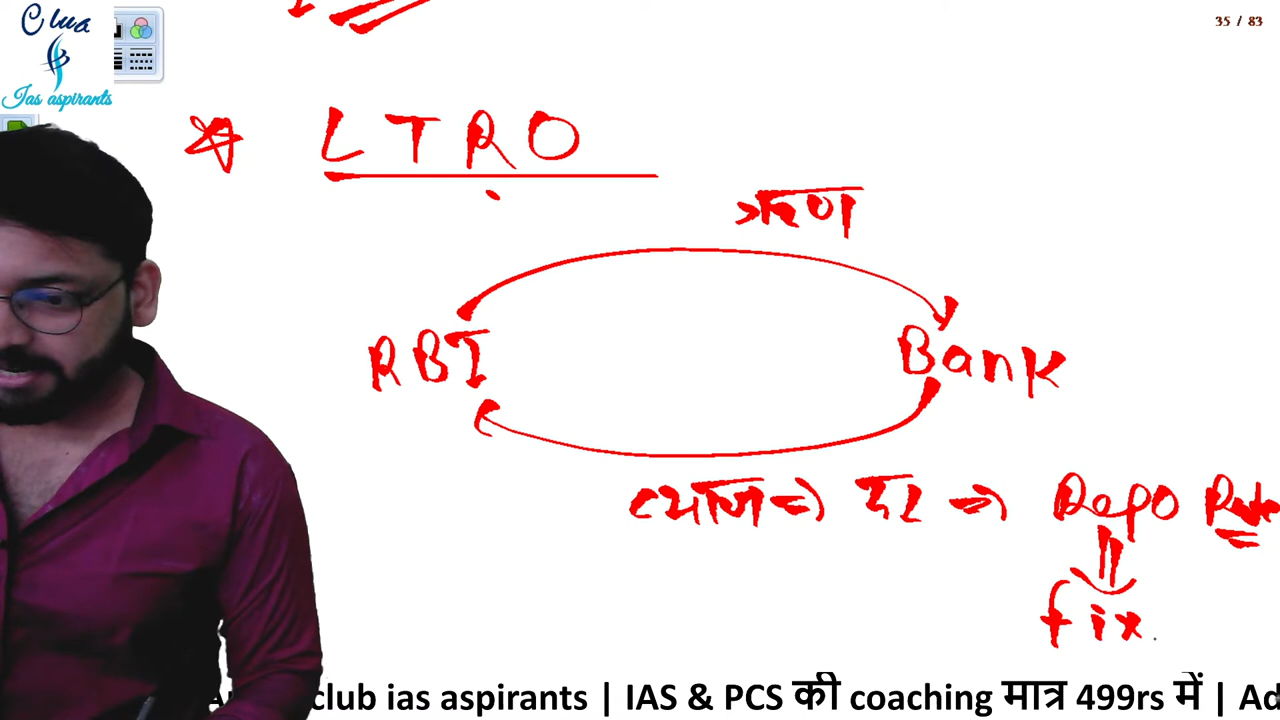 35 / 83
Club
Ias aspirants
LTRO
ऋण
RBI
Bank
ब्याज ⇒ दर ⇒ Repo Rate
fix
club ias aspirants | IAS & PCS की coaching मात्र 499rs में | Ad